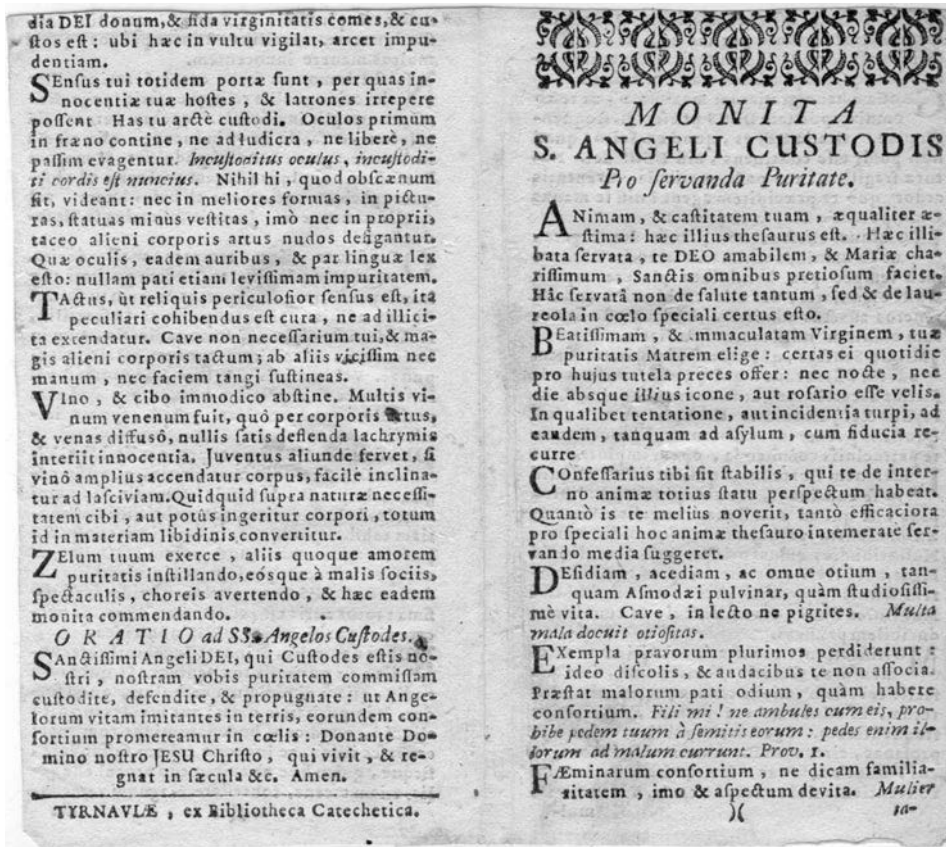 dia DEI donum,& fida virginitatis comes,& cu-
ſtos eſt : ubi hæc in vultu vigilat, arcet impu-
dentiam.
SEnſus tui totidem portæ ſunt , per quas in-
nocentiæ tuæ hoſtes , & latrones irrepere
poſſent. Has tu arctè cuſtodi. Oculos primum
in fræno contine , ne ad ludicra , ne liberè , ne
paſſim evagentur. Incuſtoditus oculus , incuſtodi-
ti cordis eſt nuncius. Nihil hi , quod obſcænum
ſit, videant: nec in meliores formas , in pictu-
ras, ſtatuas minùs veſtitas , imò nec in proprii,
taceo alieni corporis artus nudos defigantur.
Quæ oculis , eadem auribus , & par linguæ lex
eſto: nullam pati etiam leviſſimam impuritatem.
TActus, ùt reliquis periculoſior ſenſus eſt, ita
peculiari cohibendus eſt cura , ne ad illici-
ta extendatur. Cave non neceſſarium tui,& ma-
gis alieni corporis tactum; ab aliis viciſſim nec
manum , nec faciem tangi ſuſtineas.
VIno , & cibo immodico abſtine. Multis vi-
num venenum fuit, quò per corporis artus,
& venas diffusô, nullis ſatis deflenda lachrymis
interiit innocentia. Juventus aliunde fervet, ſi
vinô amplius accendatur corpus, facilè inclina-
tur ad laſciviam.Quidquid ſupra naturæ neceſſi-
tatem cibi , aut potûs ingeritur corpori , totum
id in materiam libidinis convertitur.
ZElum tuum exerce , aliis quoque amorem
puritatis inſtillando,eósque à malis ſociis,
ſpectaculis , choreis avertendo , & hæc eadem
monita commendando.
ORATIO ad SS. Angelos Cuſtodes.
SAnctiſſimi Angeli DEI, qui Cuſtodes eſtis no-
ſtri , noſtram vobis puritatem commiſſam
cuſtodite, defendite, & propugnate : ut Ange-
lorum vitam imitantes in terris, eorundem con-
ſortium promereamur in cœlis : Donante Do-
mino noſtro JESU Chriſto , qui vivit , & re-
gnat in ſæcula &c. Amen.
TYRNAVIÆ , ex Bibliotheca Catechetica.
MONITA
S. ANGELI CUSTODIS
Pro ſervanda Puritate.
ANimam , & caſtitatem tuam , æqualiter æ-
ſtima : hæc illius theſaurus eſt. Hæc illi-
bata ſervata , te DEO amabilem , & Mariæ cha-
riſſimum , Sanctis omnibus pretioſum faciet.
Hâc ſervatâ non de ſalute tantum , ſed & de lau-
reola in cœlo ſpeciali certus eſto.
BEatiſſimam , & immaculatam Virginem , tuæ
puritatis Matrem elige : certas ei quotidie
pro hujus tutela preces offer : nec nocte , nec
die absque illius icone , aut roſario eſſe velis.
In qualibet tentatione , aut incidentia turpi, ad
eandem , tanquam ad aſylum , cum fiducia re-
curre
COnfeſſarius tibi ſit ſtabilis , qui te de inter-
no animæ totius ſtatu perſpectum habeat.
Quantò is te melius noverit, tantò efficaciora
pro ſpeciali hoc animæ theſauro intemeratè ſer-
vando media ſuggeret.
DEſidiam , acediam , ac omne otium , tan-
quam Aſmodæi pulvinar, quàm ſtudioſiſſi-
mè vita. Cave , in lecto ne pigrites. Multa
mala docuit otioſitas.
EXempla pravorum plurimos perdiderunt :
ideo diſcolis , & audacibus te non aſſocia.
Præſtat malorum pati odium , quàm habere
conſortium. Fili mi ! ne ambules cum eis, pro-
hibe pedem tuum à ſemitis eorum : pedes enim il-
lorum ad malum currunt. Prov. 1.
FÆminarum conſortium , ne dicam familia-
ritatem , imo & aſpectum devita. Mulier
)(
ra-